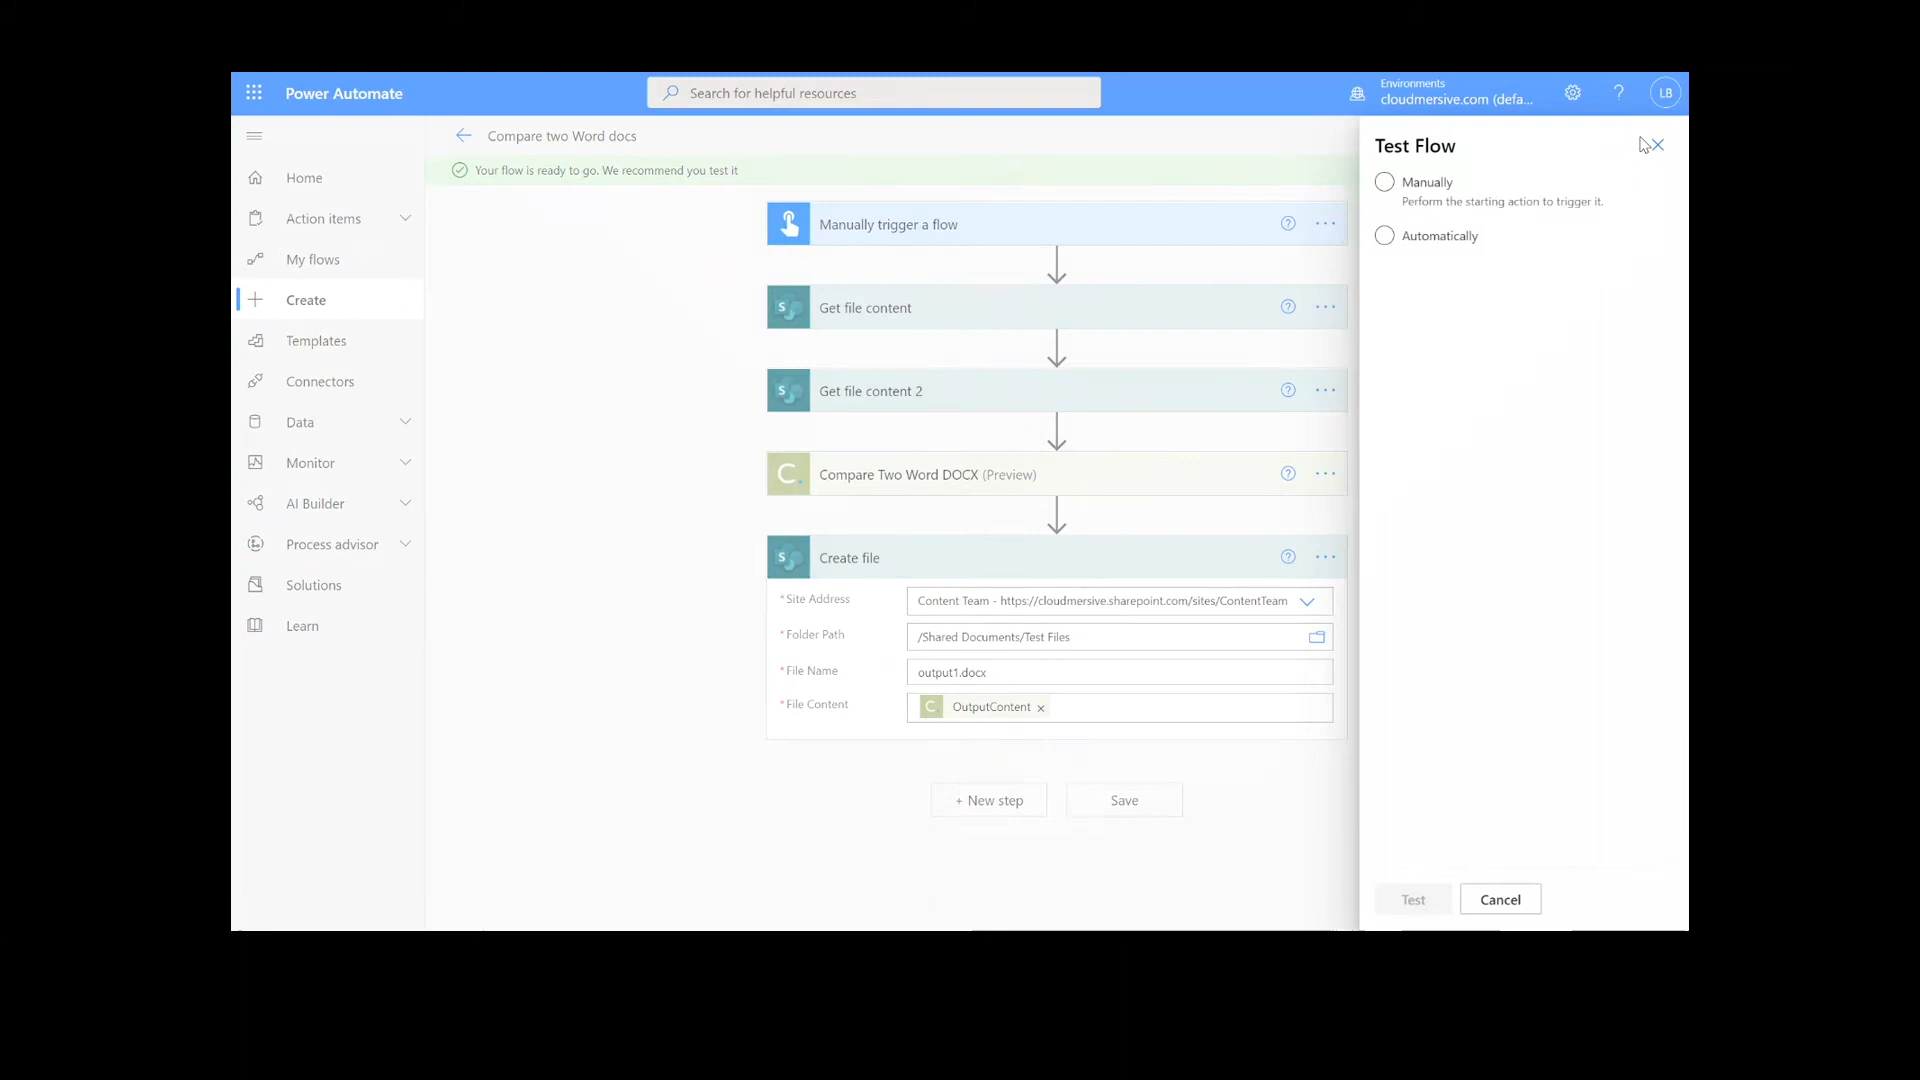 Power Automate
Search for helpful resources
Environments
cloudmersive.com (defa...
?
LB
Compare two Word docs
Your flow is ready to go. We recommend you test it
Home
Action items
My flows
Create
Templates
Connectors
Data
Monitor
AI Builder
Process advisor
Solutions
Learn
Manually trigger a flow
S Get file content
S Get file content 2
C. Compare Two Word DOCX (Preview)
S Create file
*Site Address
Content Team - https://cloudmersive.sharepoint.com/sites/ContentTeam
*Folder Path
/Shared Documents/Test Files
*File Name
output1.docx
*File Content
C OutputContent ×
+ New step
Save
Test Flow
Manually
Perform the starting action to trigger it.
Automatically
Test
Cancel